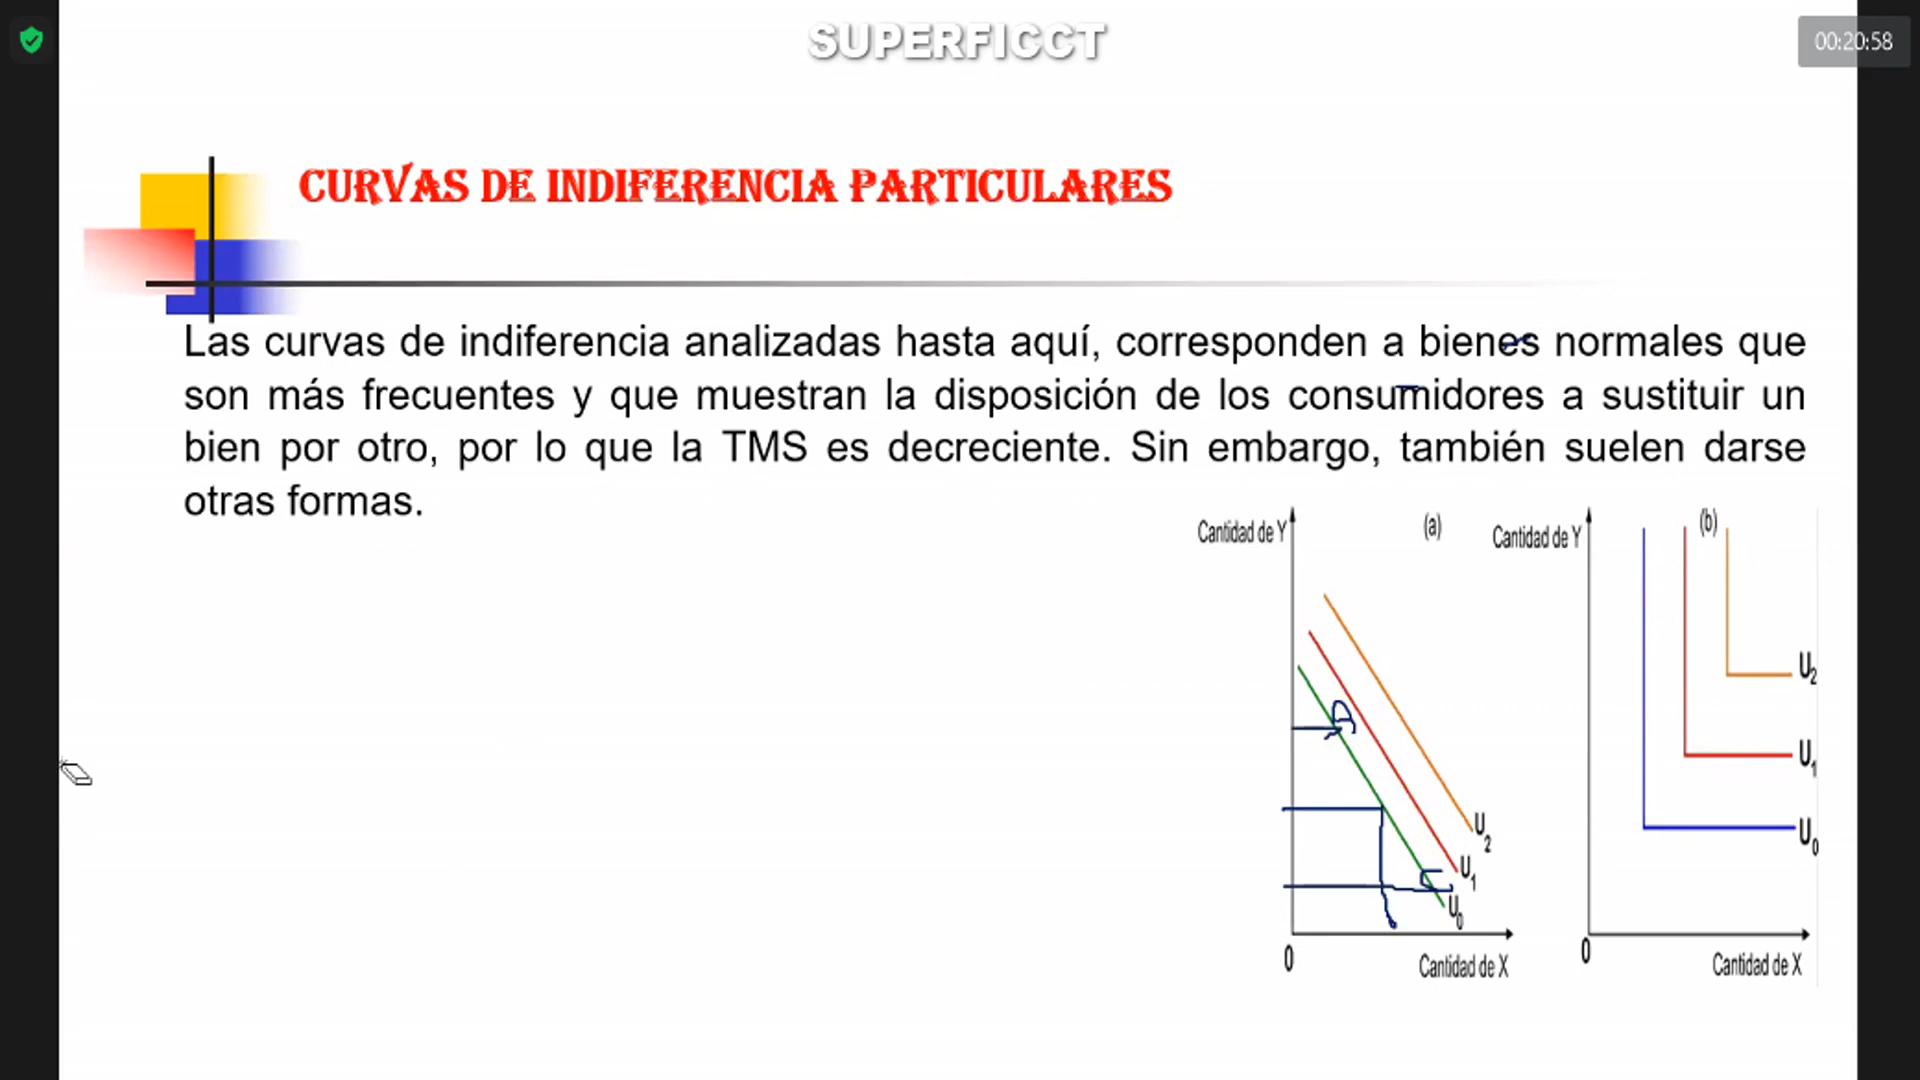 SUPERFICCT
00:20:58
CURVAS DE INDIFERENCIA PARTICULARES
Las curvas de indiferencia analizadas hasta aquí, corresponden a bienes normales que
son más frecuentes y que muestran la disposición de los consumidores a sustituir un
bien por otro, por lo que la TMS es decreciente. Sin embargo, también suelen darse
otras formas.
Cantidad de Y
(a)
U2
U1
U0
0
Cantidad de X
Cantidad de Y
(b)
U2
U1
U0
0
Cantidad de X